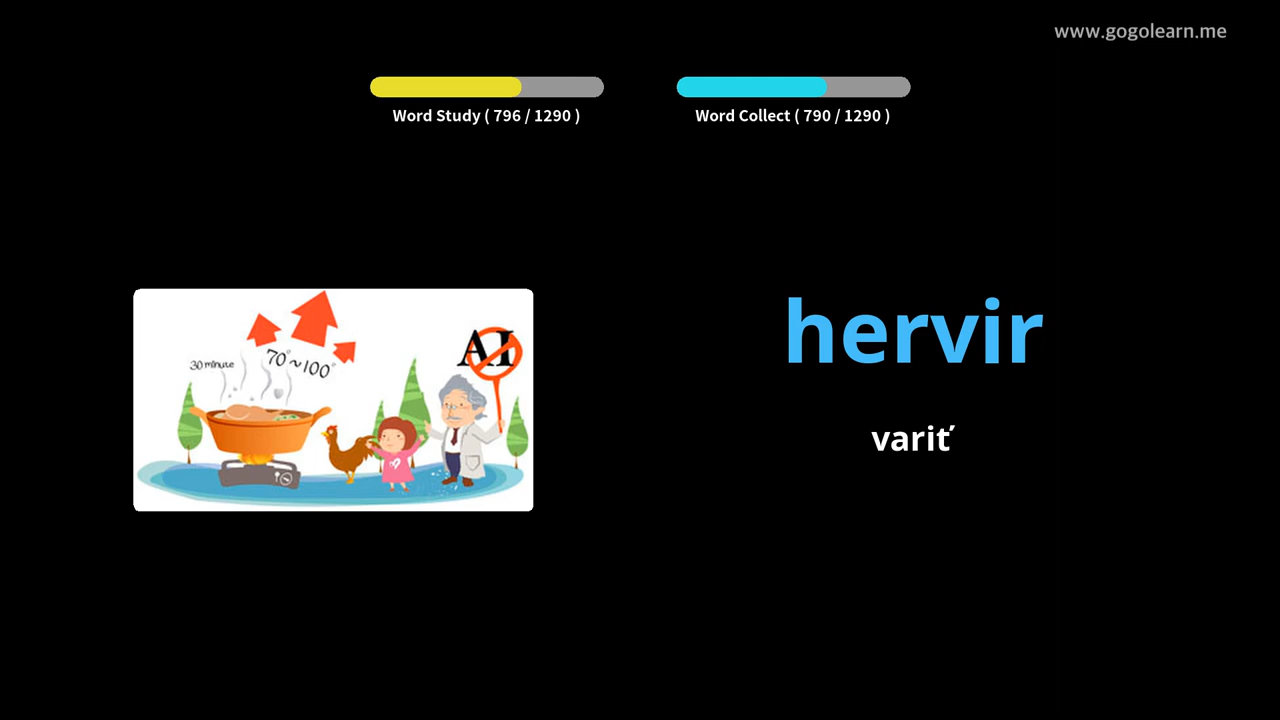 www.gogolearn.me
Word Study ( 796 / 1290 )
Word Collect ( 790 / 1290 )
30 minute
70°~100°
AI
hervir
variť